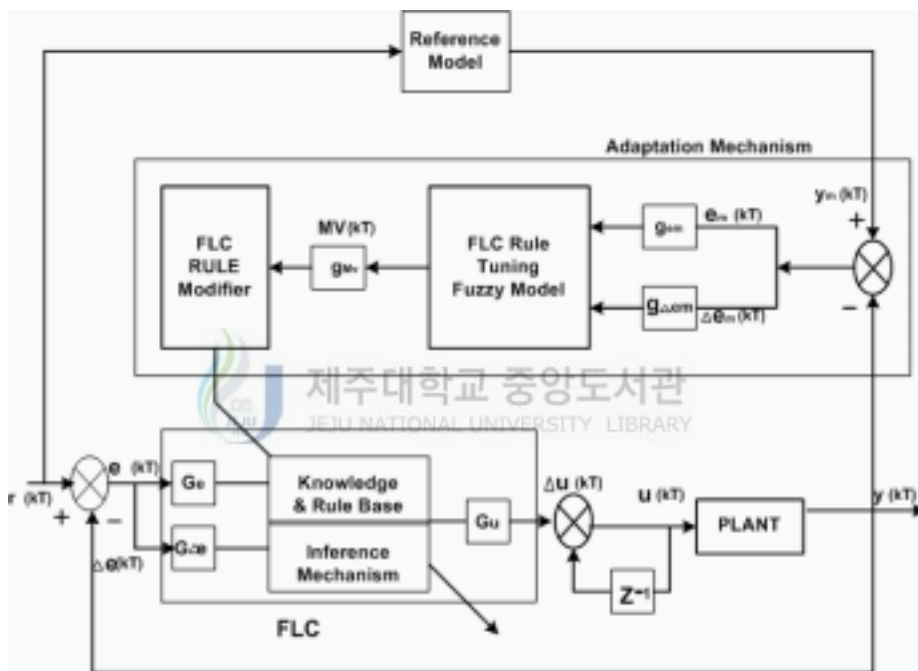 Reference
Model
Adaptation Mechanism
ym (kT)
+
MV(kT)
em (kT)
gem
FLC
RULE
Modifier
gMv
FLC Rule
Tuning
Fuzzy Model
g△em
△em (kT)
−
제주대학교 중앙도서관
JEJU NATIONAL UNIVERSITY LIBRARY
e (kT)
Ge
Knowledge
& Rule Base
△u (kT)
u (kT)
r (kT)
+
−
Gu
PLANT
y (kT)
G△e
Inference
Mechanism
△e(kT)
Z⁻¹
FLC